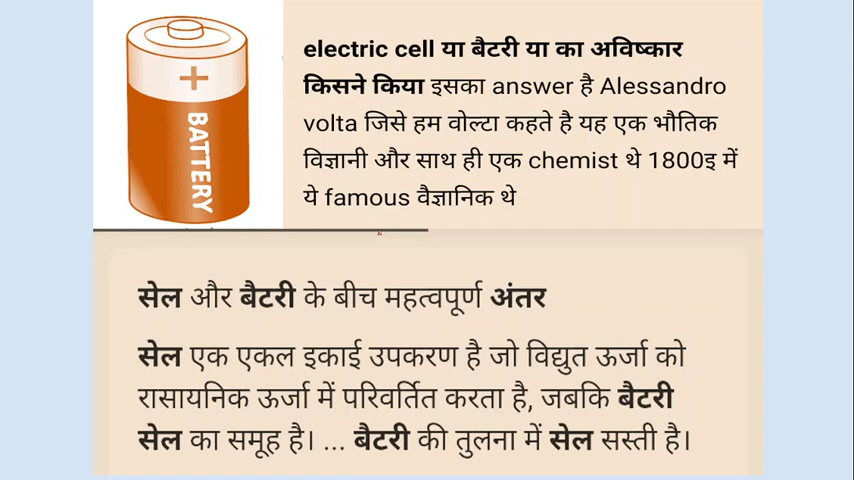 +
BATTERY
electric cell या बैटरी या का अविष्कार
किसने किया इसका answer है Alessandro
volta जिसे हम वोल्टा कहते है यह एक भौतिक
विज्ञानी और साथ ही एक chemist थे 1800इ में
ये famous वैज्ञानिक थे
सेल और बैटरी के बीच महत्वपूर्ण अंतर
सेल एक एकल इकाई उपकरण है जो विद्युत ऊर्जा को
रासायनिक ऊर्जा में परिवर्तित करता है, जबकि बैटरी
सेल का समूह है। ... बैटरी की तुलना में सेल सस्ती है।